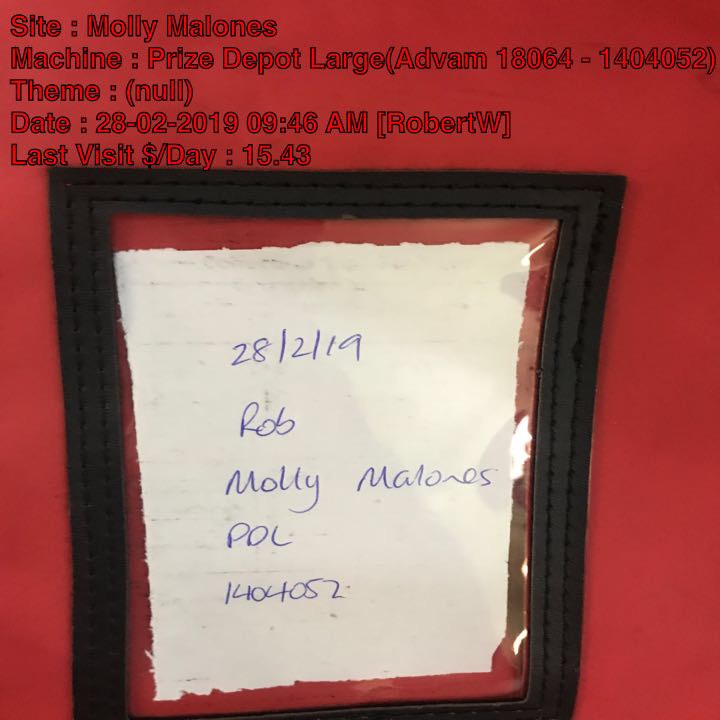 Site : Molly Malones
Machine : Prize Depot Large(Advam 18064 - 1404052)
Theme : (null)
Date : 28-02-2019 09:46 AM [RobertW]
Last Visit $/Day : 15.43
28/2/19
Rob
Molly Malones
PDL
1404052